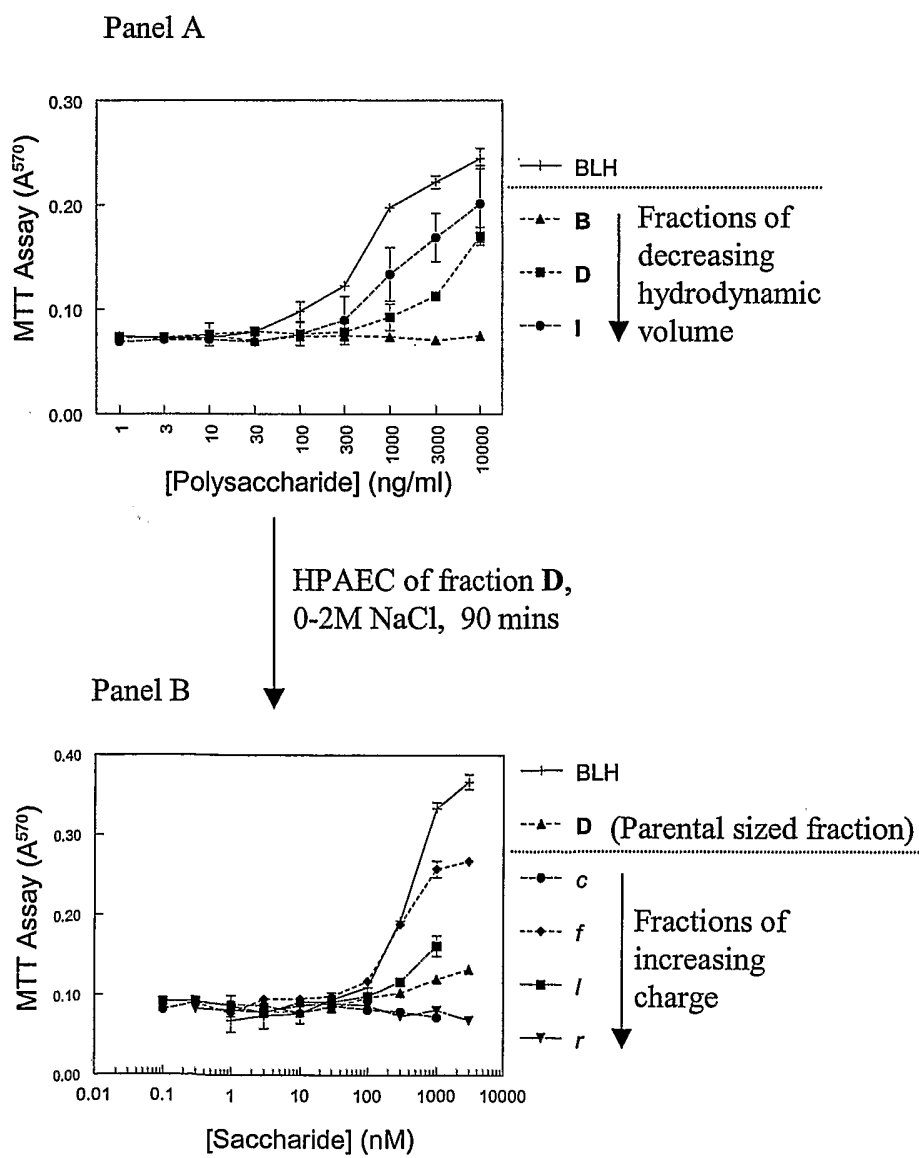 Panel A
0.30
0.20
0.10
0.00
MTT Assay (A570)
1
3
10
30
100
300
1000
3000
10000
[Polysaccharide] (ng/ml)
BLH
B
D
I
Fractions of
decreasing
hydrodynamic
volume
HPAEC of fraction D,
0-2M NaCl, 90 mins
Panel B
0.40
0.30
0.20
0.10
0.00
MTT Assay (A570)
0.01
0.1
1
10
100
1000
10000
[Saccharide] (nM)
BLH
D (Parental sized fraction)
c
f
l
r
Fractions of
increasing
charge